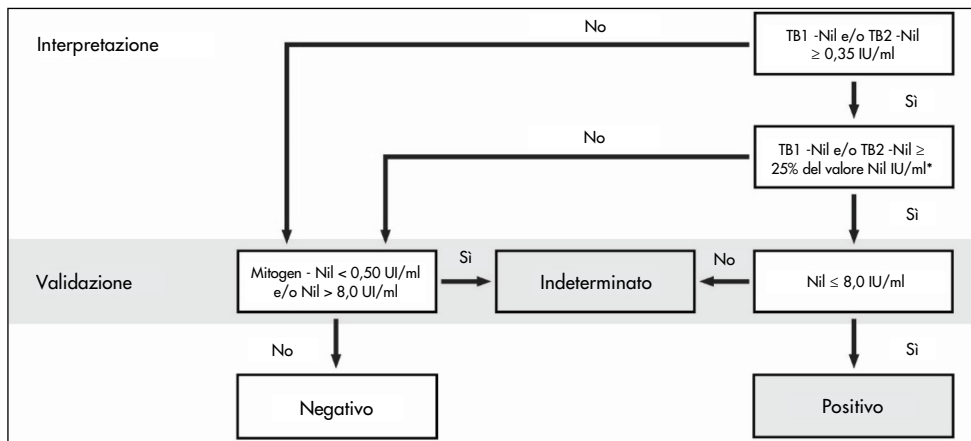 Interpretazione
No
TB1 -Nil e/o TB2 -Nil
≥ 0,35 IU/ml
Sì
No
TB1 -Nil e/o TB2 -Nil ≥
25% del valore Nil IU/ml*
Sì
Validazione
Mitogen - Nil < 0,50 UI/ml
e/o Nil > 8,0 UI/ml
Sì
Indeterminato
No
Nil ≤ 8,0 IU/ml
No
Sì
Negativo
Positivo